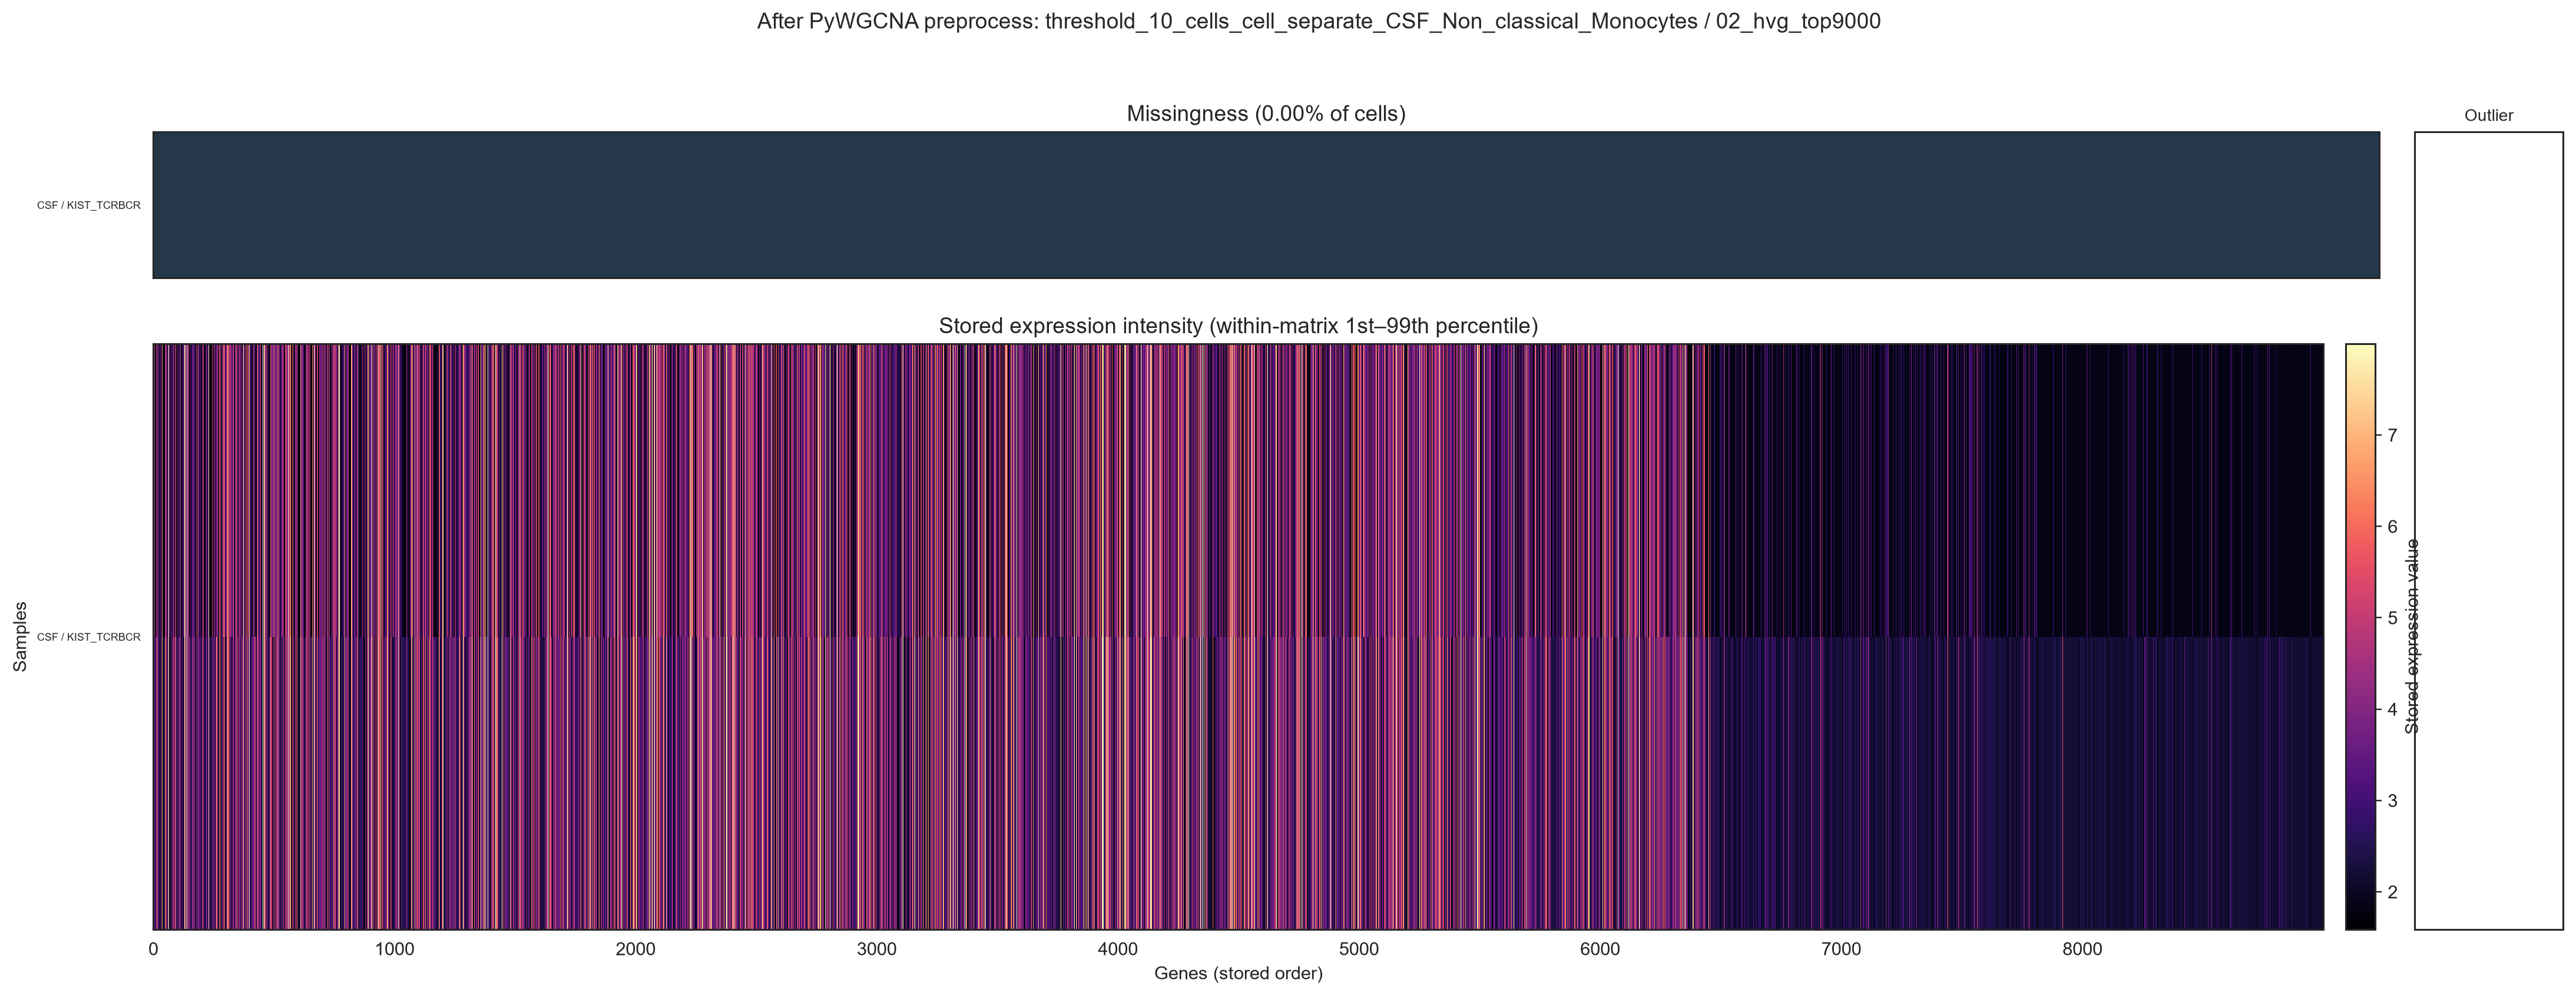 After PyWGCNA preprocess: threshold_10_cells_cell_separate_CSF_Non_classical_Monocytes / 02_hvg_top9000
Missingness (0.00% of cells)
Outlier
CSF / KIST_TCRBCR
Stored expression intensity (within-matrix 1st–99th percentile)
Samples
CSF / KIST_TCRBCR
7
6
5
4
3
2
Stored expression value
0 1000 2000 3000 4000 5000 6000 7000 8000
Genes (stored order)